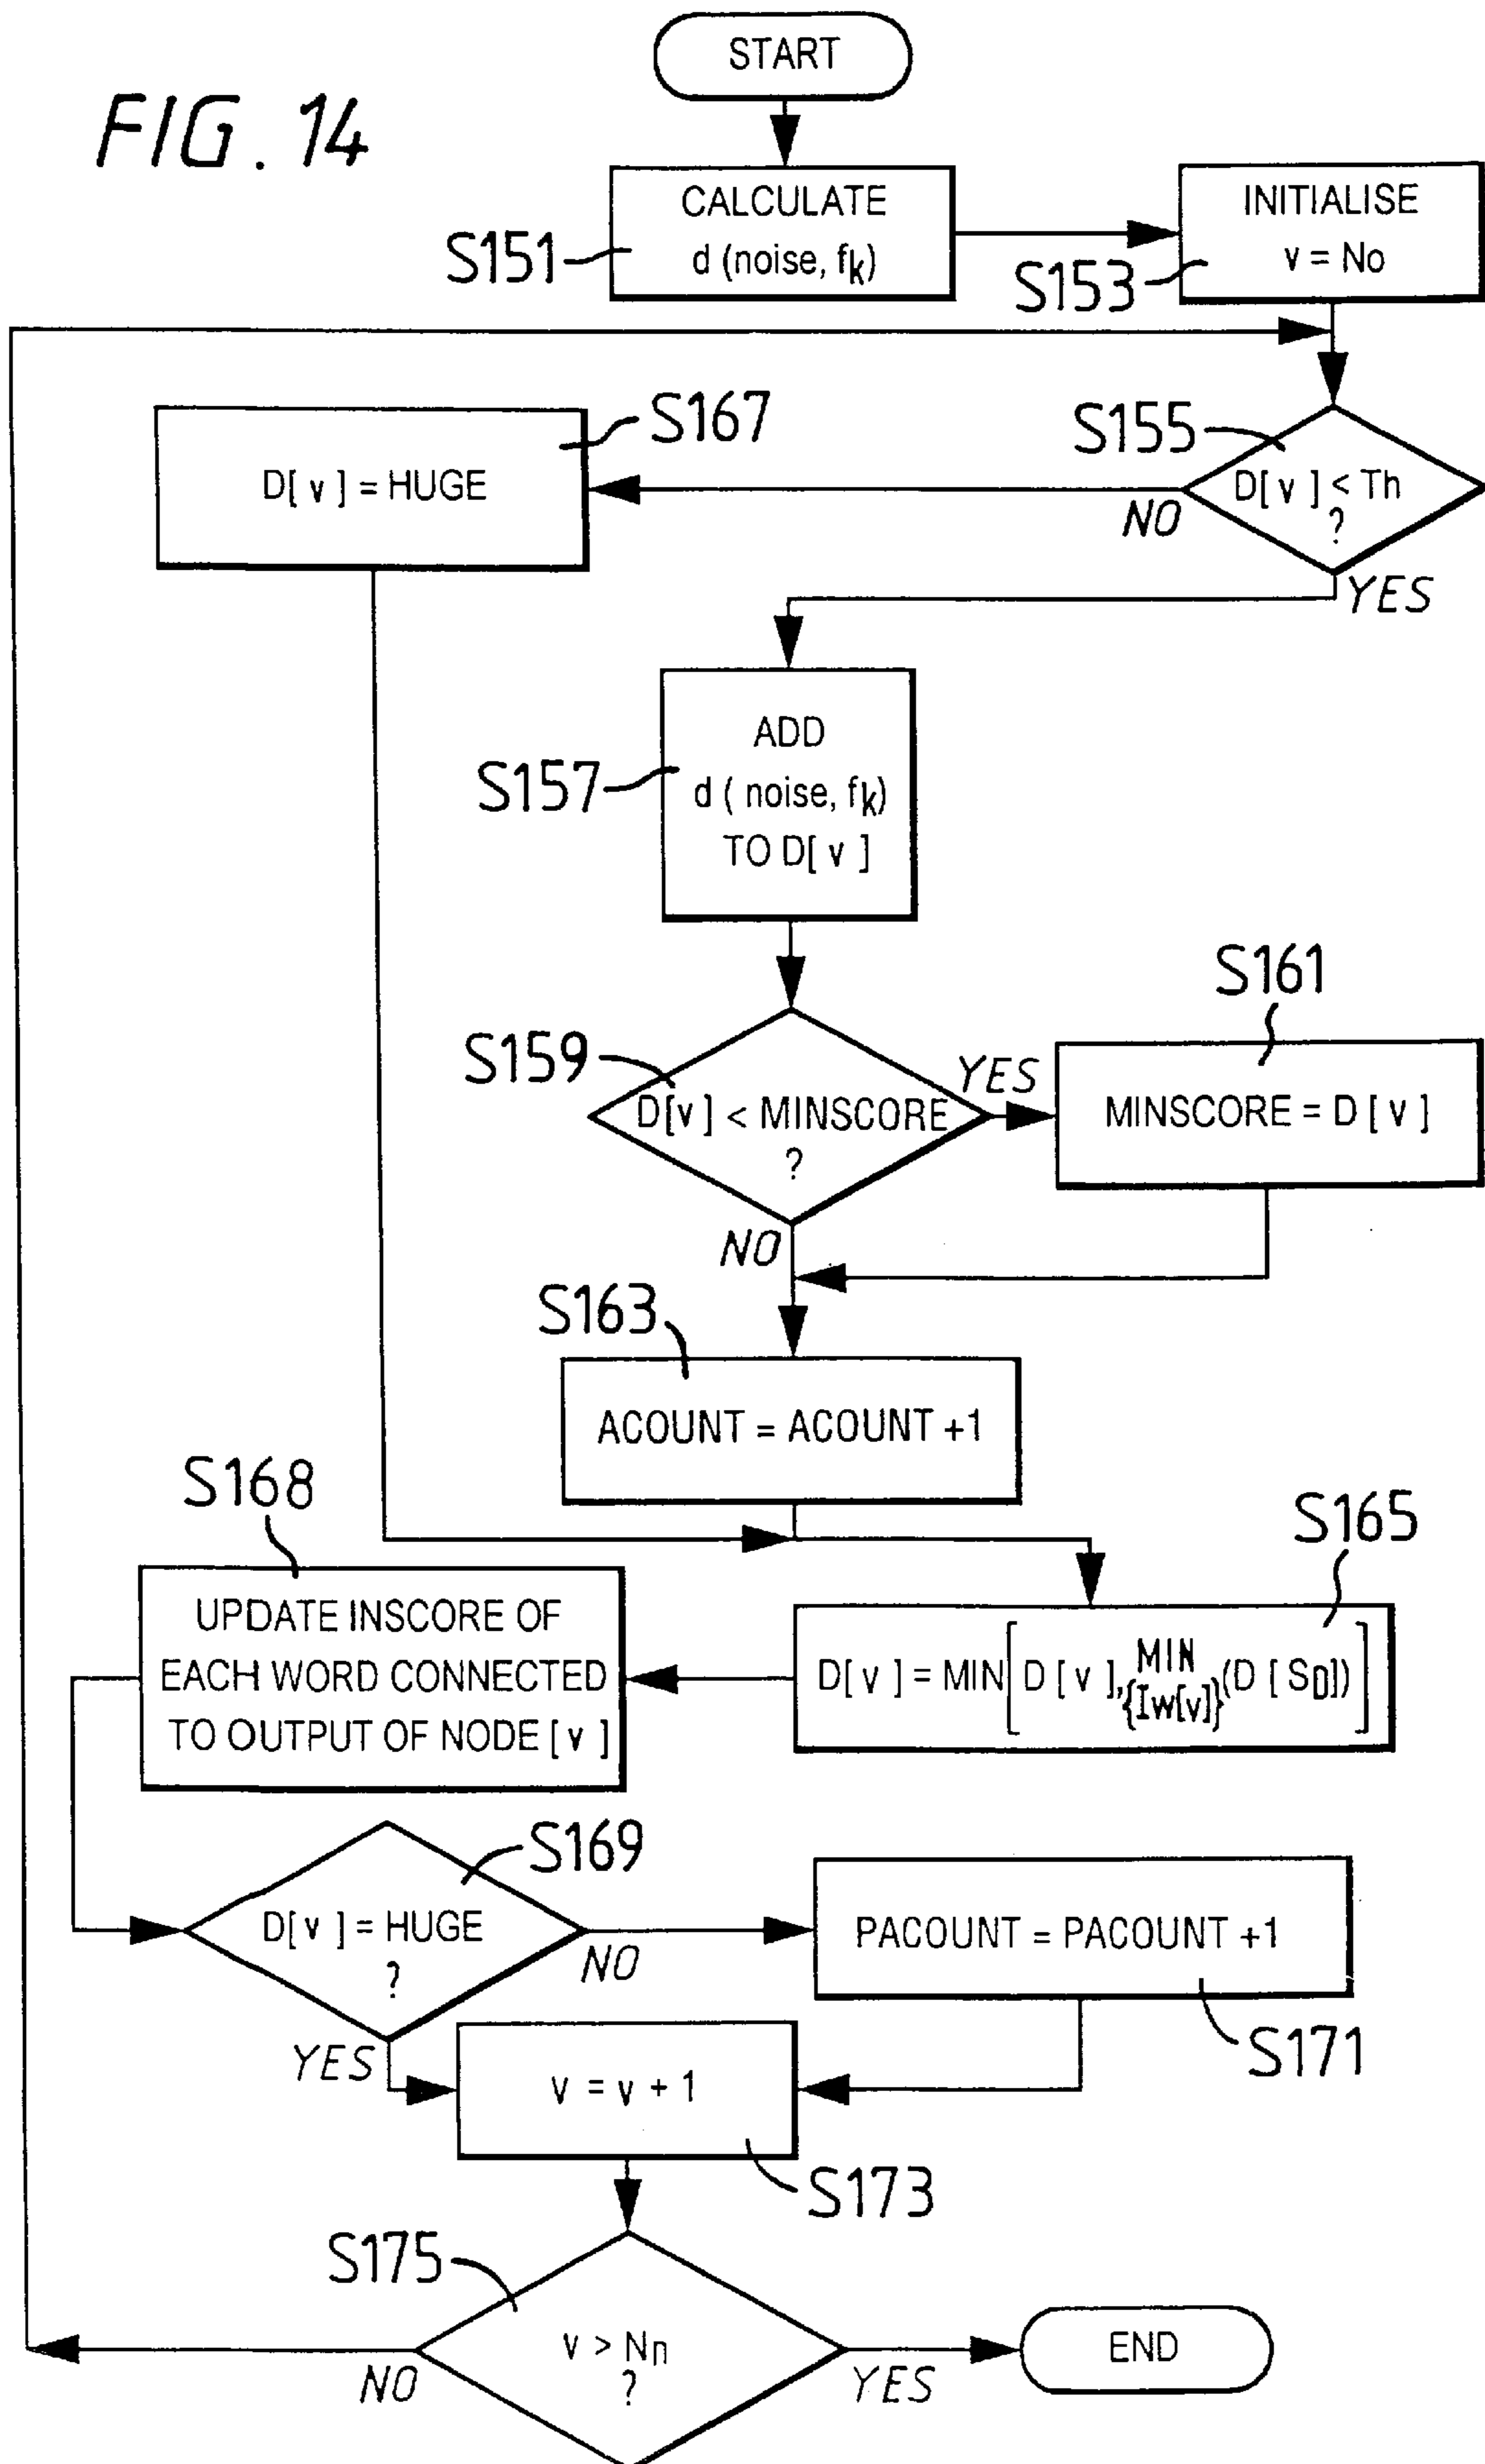 FIG. 14
START
CALCULATE
d (noise, fk)
S151
INITIALISE
v = No
S153
S155
D[ v ] < Th
?
NO
YES
S167
D[ v ] = HUGE
S157
ADD
d ( noise, fk)
TO D[ v ]
S159
D[v] < MINSCORE
?
YES
NO
S161
MINSCORE = D [ v ]
S163
ACOUNT = ACOUNT +1
S165
D[ v ] = MIN[ D [ v ], MIN {Iw[v]} (D [ SD]) ]
S168
UPDATE INSCORE OF
EACH WORD CONNECTED
TO OUTPUT OF NODE [ v ]
S169
D[ v ] = HUGE
?
NO
YES
PACOUNT = PACOUNT +1
S171
v = v + 1
S173
S175
v > Nn
?
NO
YES
END